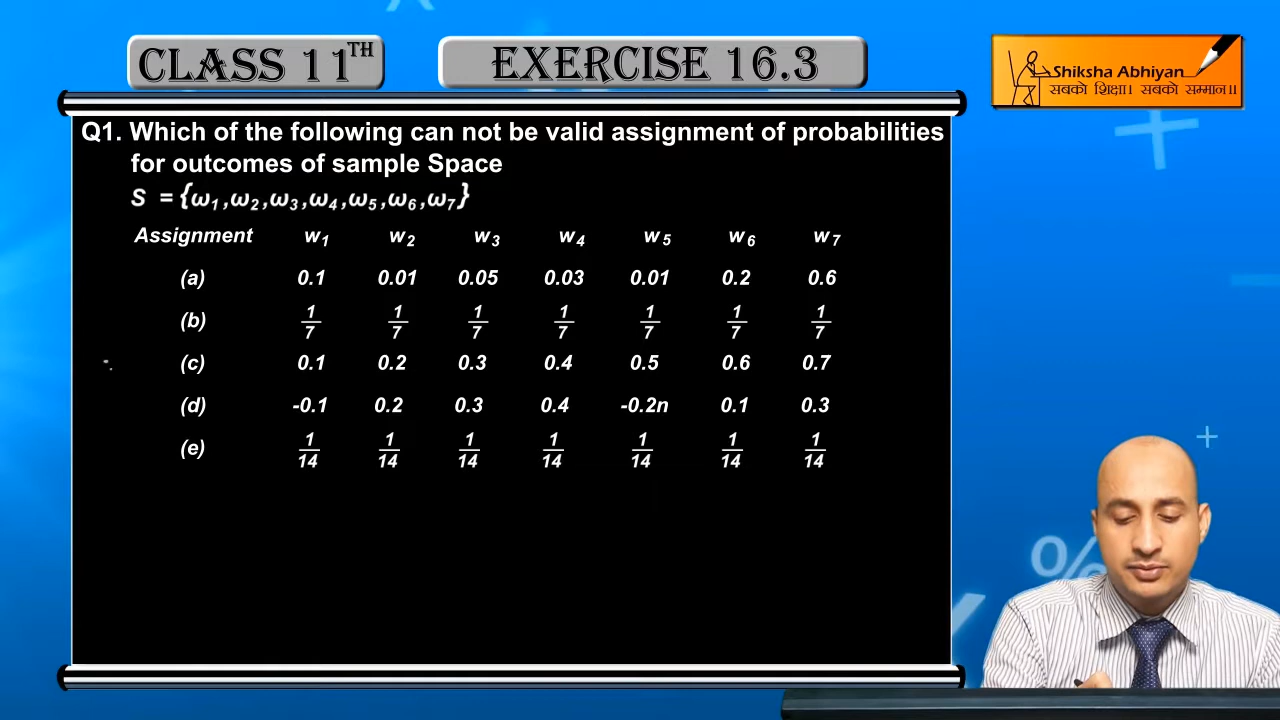 CLASS 11TH
EXERCISE 16.3
Shiksha Abhiyan
सबको शिक्षा। सबको सम्मान।।
Q1. Which of the following can not be valid assignment of probabilities
for outcomes of sample Space
S = {ω1 ,ω2 ,ω3 ,ω4 ,ω5 ,ω6 ,ω7}
Assignment w1 w2 w3 w4 w5 w6 w7
(a) 0.1 0.01 0.05 0.03 0.01 0.2 0.6
(b) 1/7 1/7 1/7 1/7 1/7 1/7 1/7
(c) 0.1 0.2 0.3 0.4 0.5 0.6 0.7
(d) -0.1 0.2 0.3 0.4 -0.2n 0.1 0.3
(e) 1/14 1/14 1/14 1/14 1/14 1/14 1/14
%